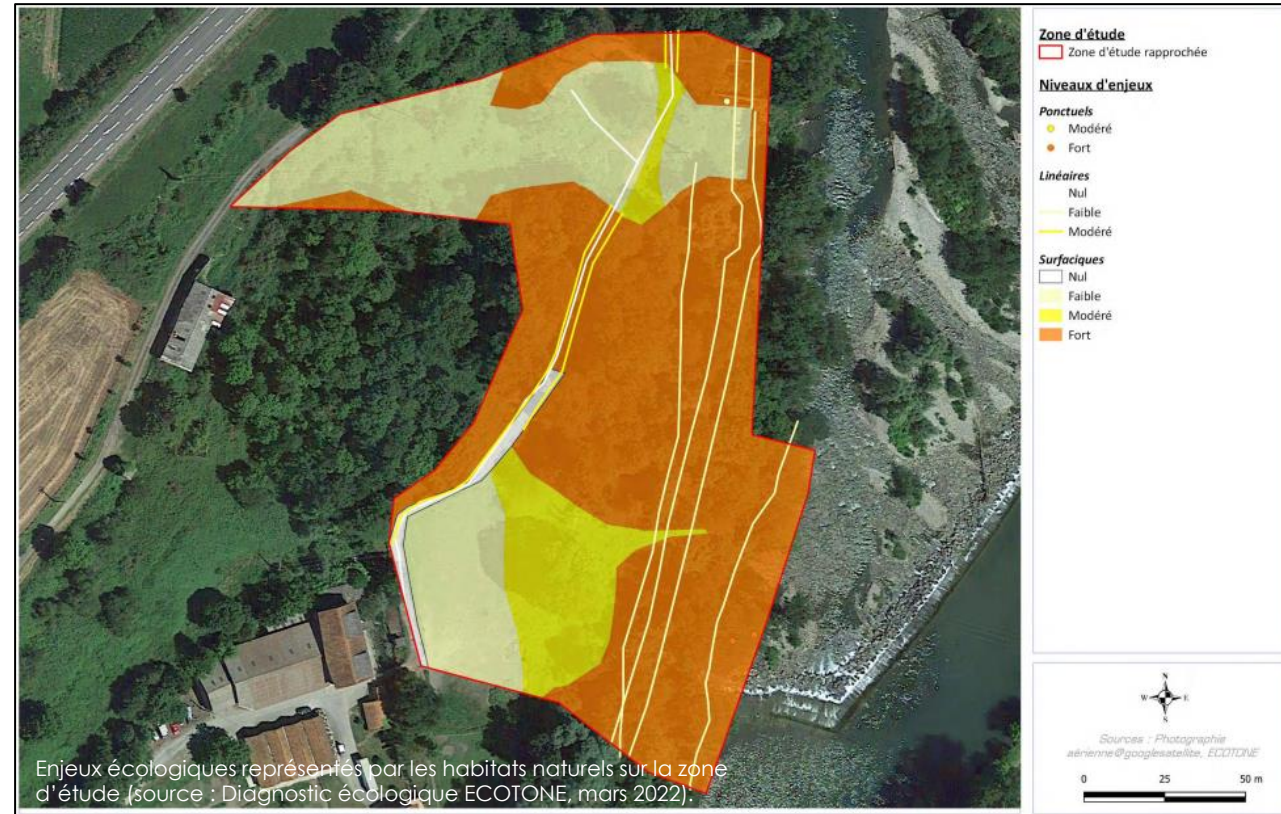 Zone d'étude
Zone d'étude rapprochée
Niveaux d'enjeux
Ponctuels
Modéré
Fort
Linéaires
Nul
Faible
Modéré
Surfaciques
Nul
Faible
Modéré
Fort
N
W E
S
Sources : Photographie
aérienne@googlesatellite, ECOTONE
0 25 50 m
Enjeux écologiques représentés par les habitats naturels sur la zone
d'étude (source : Diagnostic écologique ECOTONE, mars 2022).